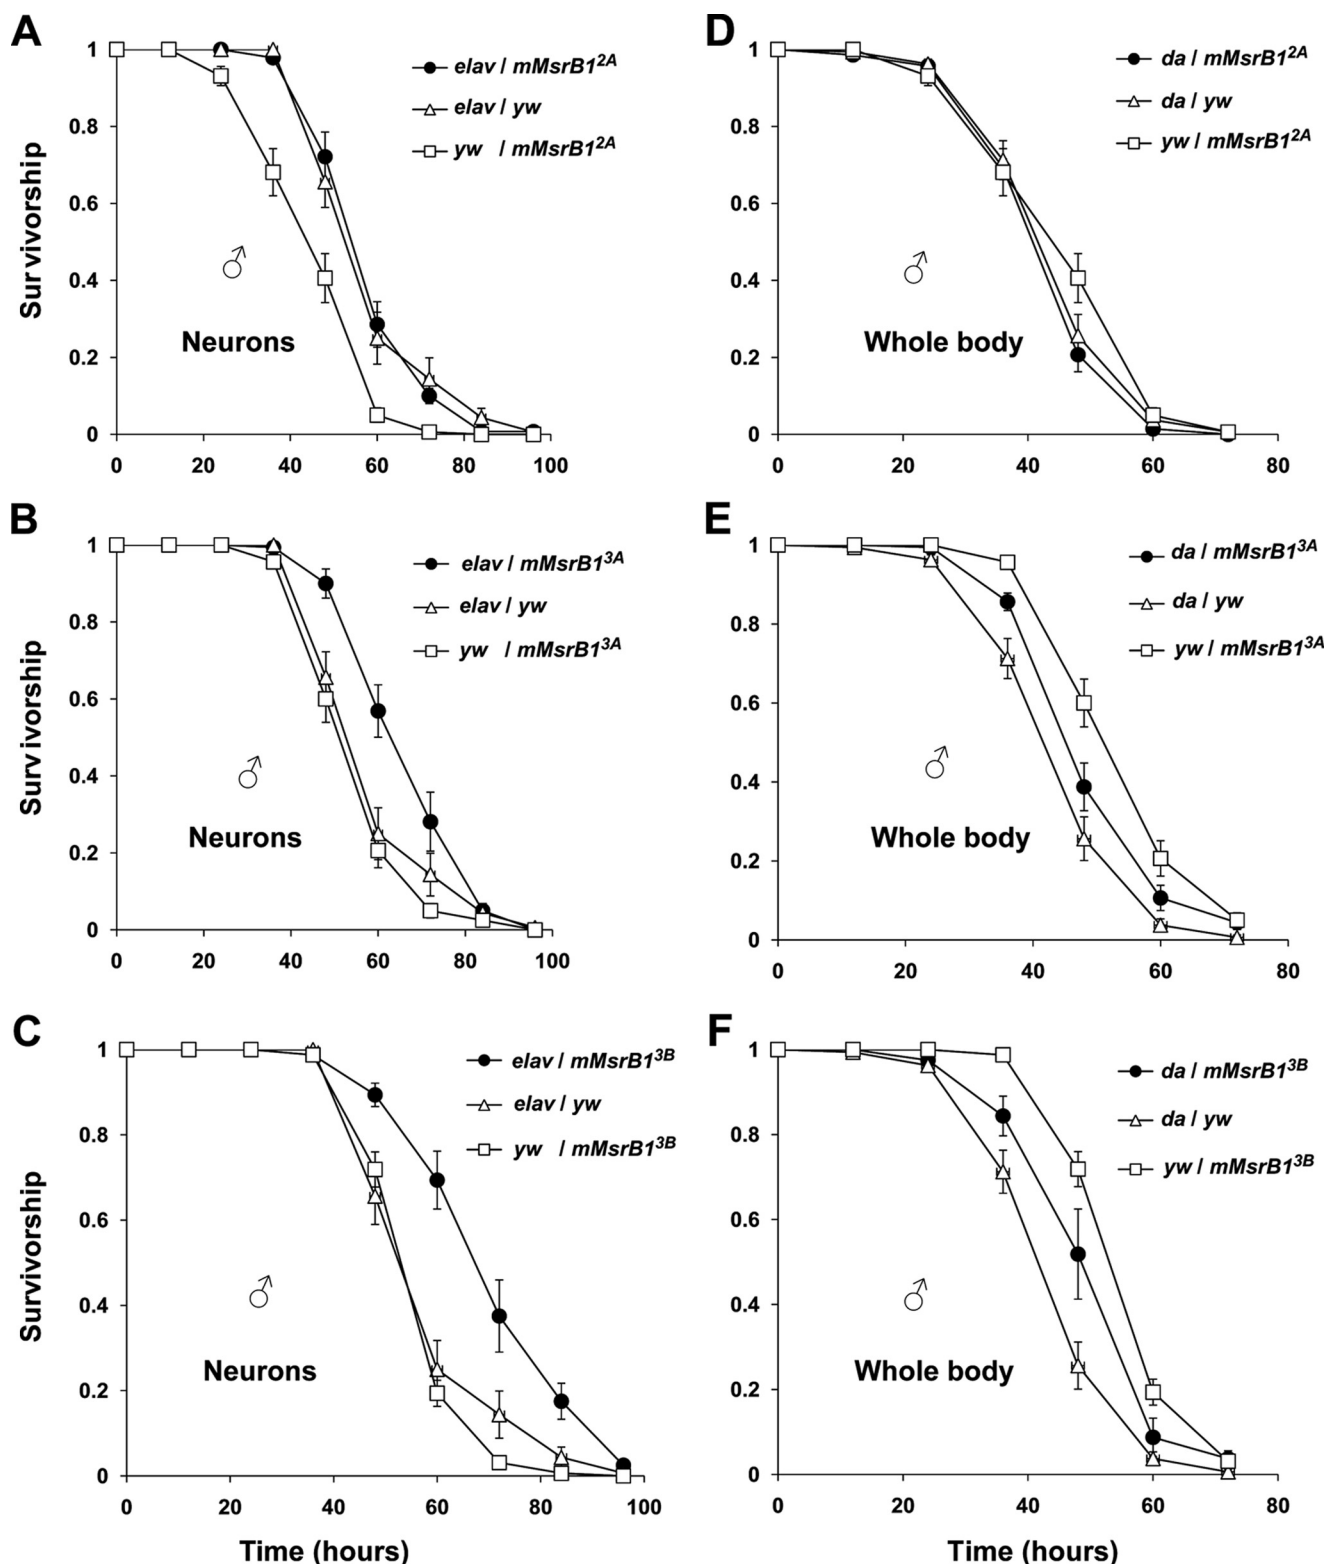 A
Survivorship
1
0.8
0.6
0.4
0.2
0
0 20 40 60 80 100
elav / mMsrB1^2A
elav / yw
yw / mMsrB1^2A
♂
Neurons
D
1
0.8
0.6
0.4
0.2
0
0 20 40 60 80
da / mMsrB1^2A
da / yw
yw / mMsrB1^2A
♂
Whole body
B
Survivorship
1
0.8
0.6
0.4
0.2
0
0 20 40 60 80 100
elav / mMsrB1^3A
elav / yw
yw / mMsrB1^3A
♂
Neurons
E
1
0.8
0.6
0.4
0.2
0
0 20 40 60 80
da / mMsrB1^3A
da / yw
yw / mMsrB1^3A
♂
Whole body
C
Survivorship
1
0.8
0.6
0.4
0.2
0
0 20 40 60 80 100
elav / mMsrB1^3B
elav / yw
yw / mMsrB1^3B
♂
Neurons
Time (hours)
F
1
0.8
0.6
0.4
0.2
0
0 20 40 60 80
da / mMsrB1^3B
da / yw
yw / mMsrB1^3B
♂
Whole body
Time (hours)